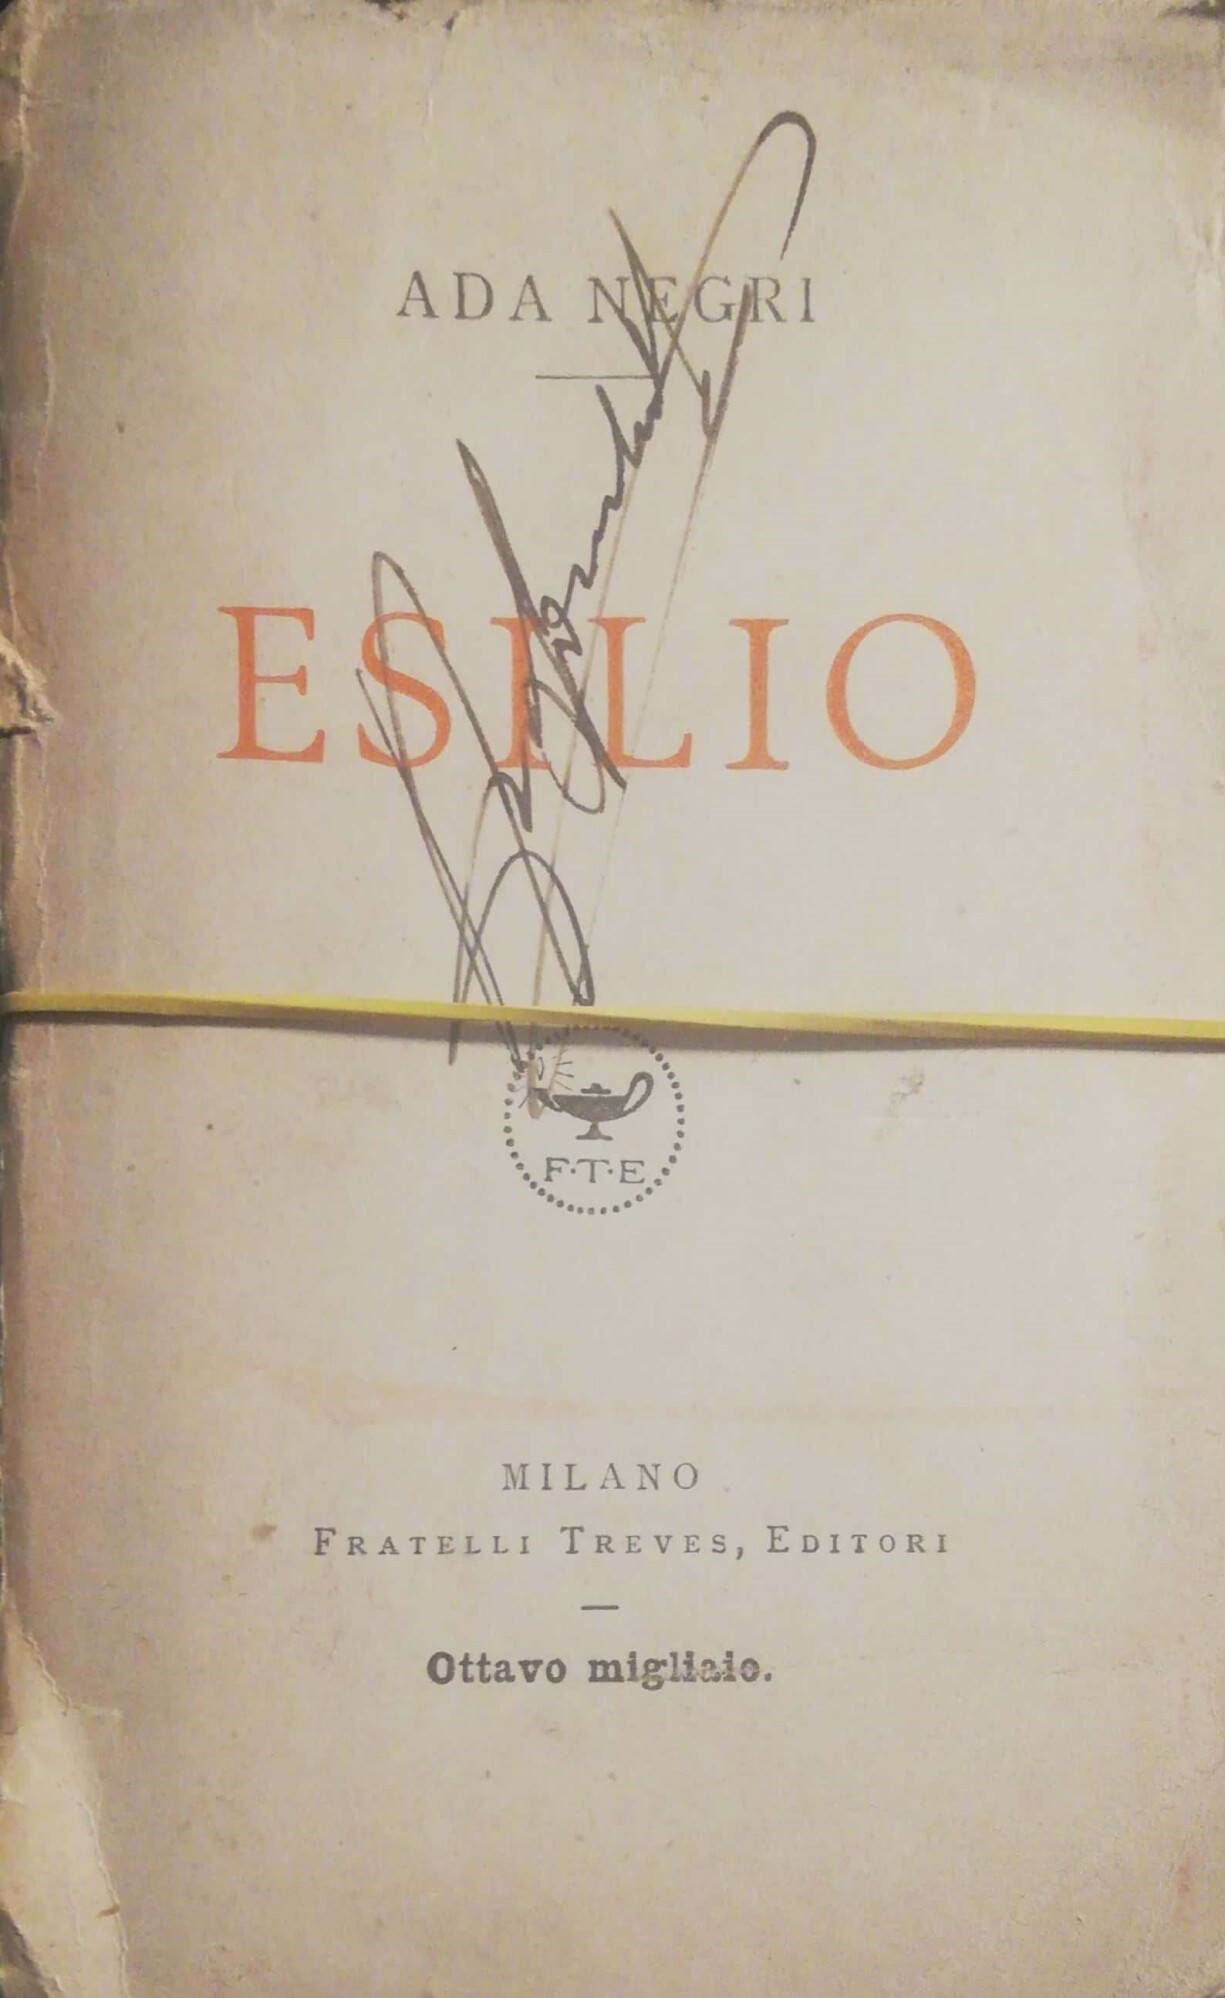 ADA NEGRI
ESILIO
F·T·E
MILANO
FRATELLI TREVES, EDITORI
Ottavo migliaio.